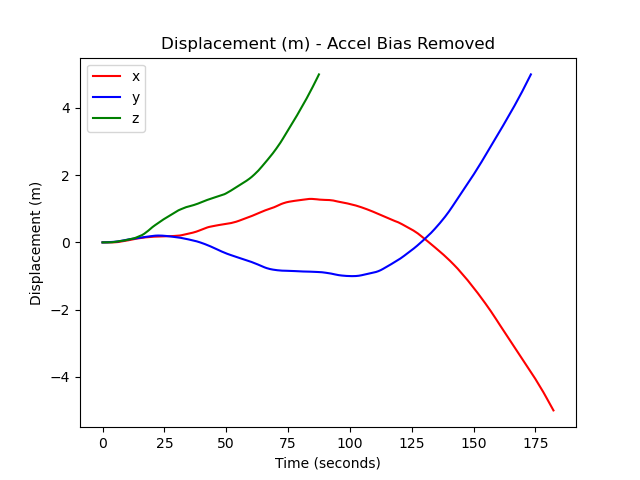 Displacement (m) - Accel Bias Removed
x
y
z
4
2
0
−2
−4
Displacement (m)
0
25
50
75
100
125
150
175
Time (seconds)